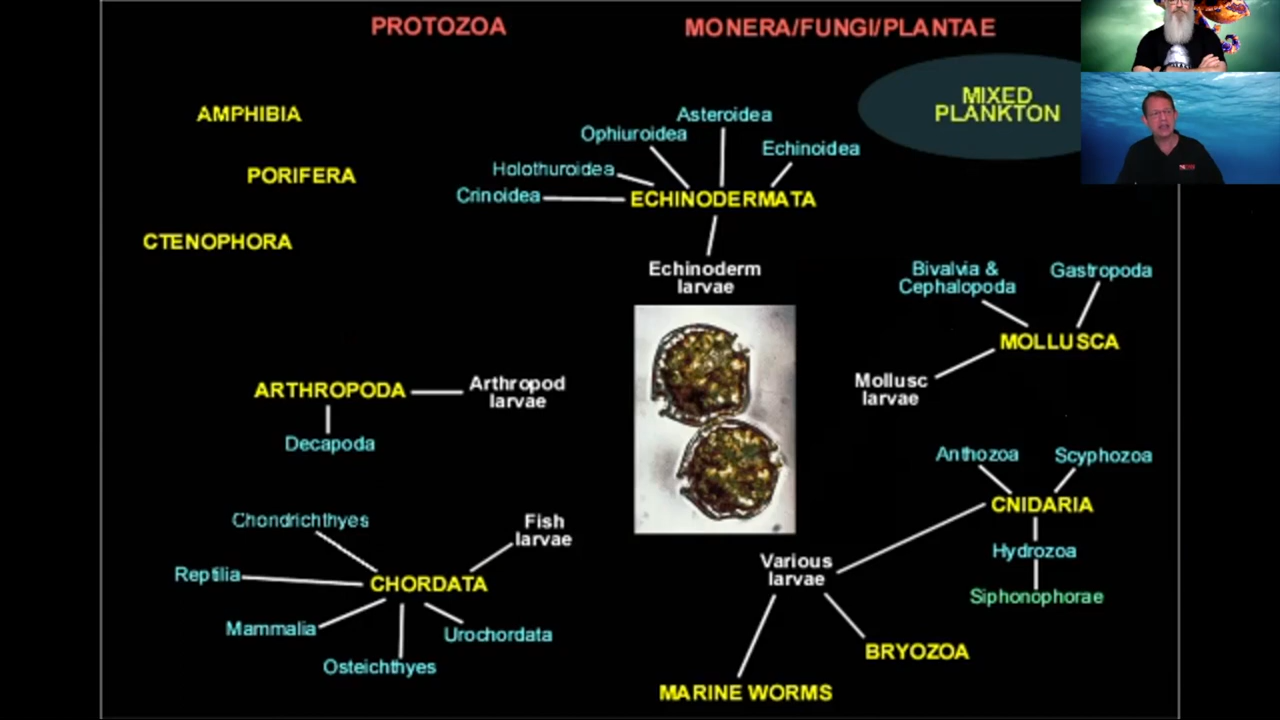 PROTOZOA
MONERA/FUNGI/PLANTAE
MIXED
PLANKTON
AMPHIBIA
Asteroidea
Ophiuroidea
Echinoidea
Holothuroidea
PORIFERA
Crinoidea
ECHINODERMATA
CTENOPHORA
Echinoderm
larvae
Bivalvia &
Cephalopoda
Gastropoda
MOLLUSCA
Mollusc
larvae
ARTHROPODA
Arthropod
larvae
Decapoda
Anthozoa
Scyphozoa
CNIDARIA
Hydrozoa
Siphonophorae
Chondrichthyes
Fish
larvae
Reptilia
CHORDATA
Various
larvae
Mammalia
Urochordata
Osteichthyes
BRYOZOA
MARINE WORMS